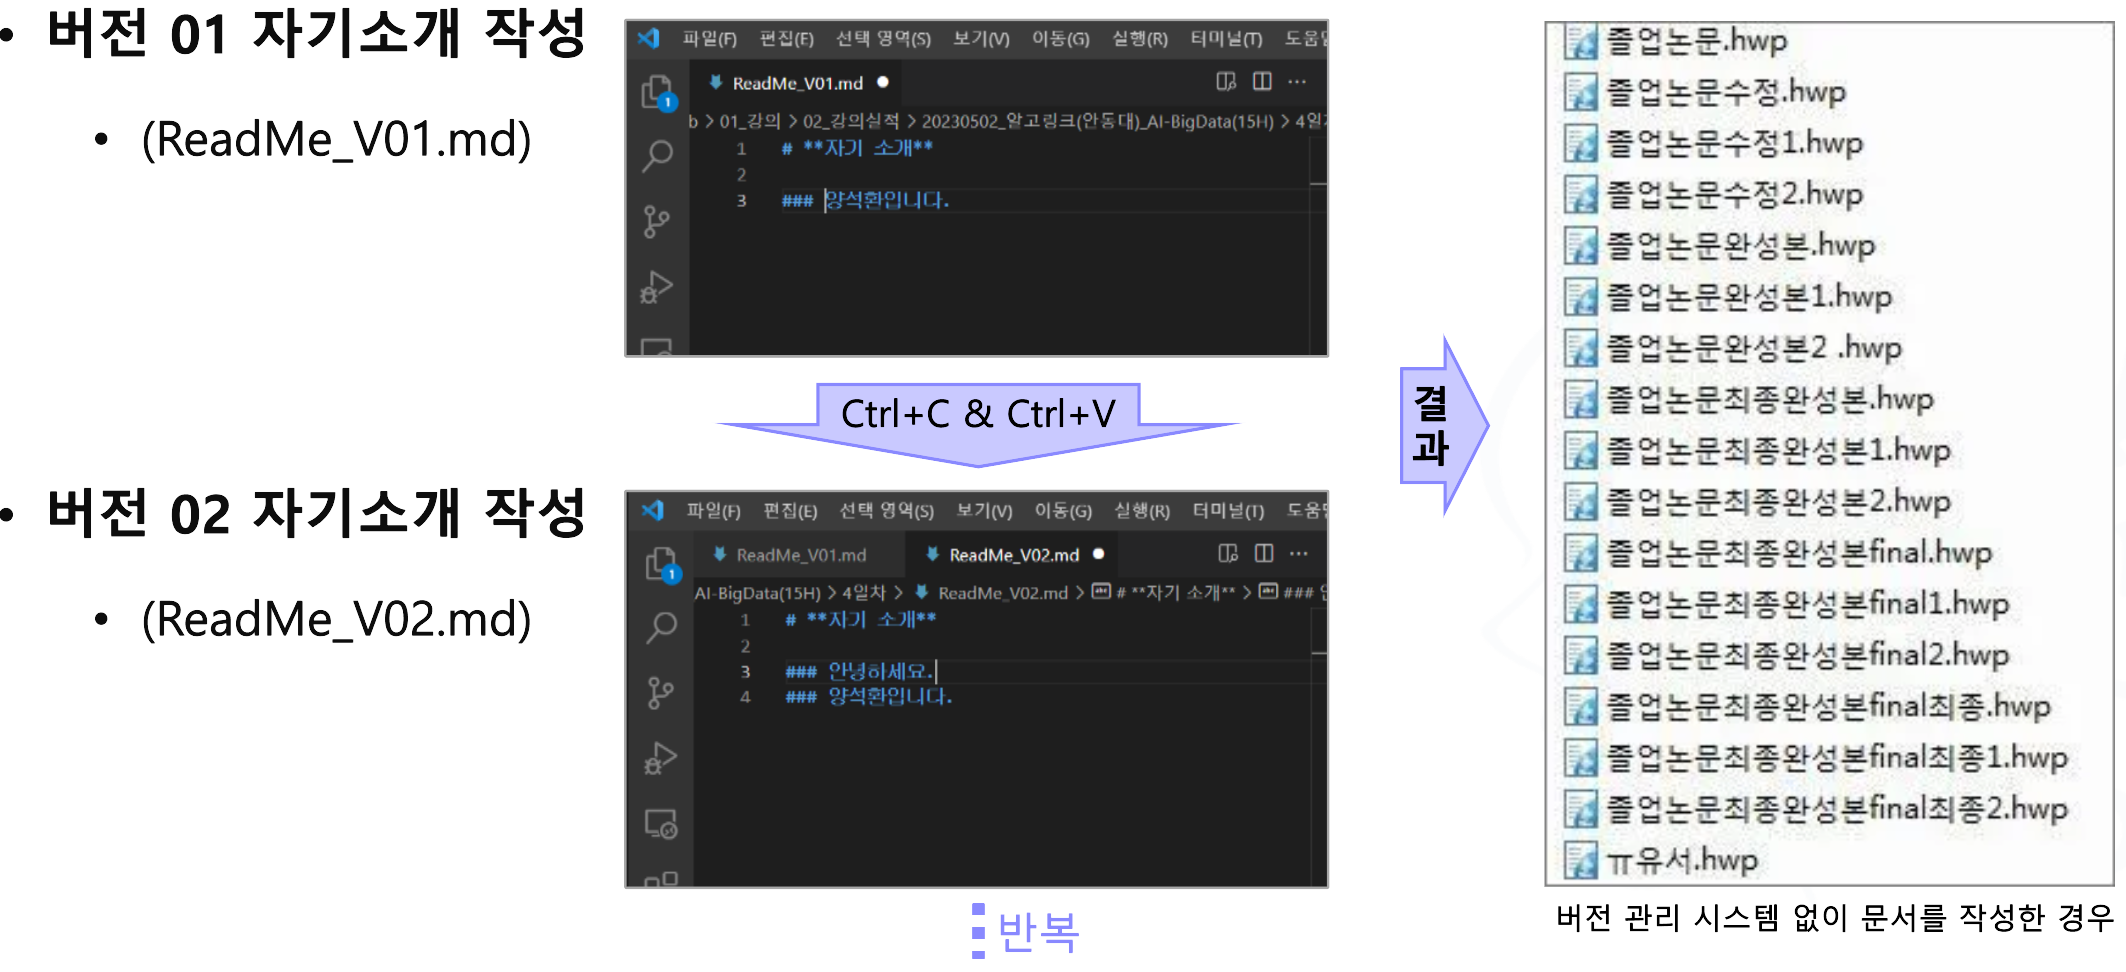 • 버전 01 자기소개 작성
• (ReadMe_V01.md)
파일(F) 편집(E) 선택 영역(S) 보기(V) 이동(G) 실행(R) 터미널(T)
1
ReadMe_V01.md
b > 01_강의 > 02_강의실적 > 20230502_알고링크(안동대)_AI-BigData(15H) > 4일
1 # **자기 소개**
2
3 ### 양석환입니다.
Ctrl+C & Ctrl+V
• 버전 02 자기소개 작성
• (ReadMe_V02.md)
파일(F) 편집(E) 선택 영역(S) 보기(V) 이동(G) 실행(R) 터미널(T)
1
ReadMe_V01.md ReadMe_V02.md
AI-BigData(15H) > 4일차 > ReadMe_V02.md > abc # **자기 소개** > abc ###
1 # **자기 소개**
2
3 ### 안녕하세요.
4 ### 양석환입니다.
반복
결
과
졸업논문.hwp
졸업논문수정.hwp
졸업논문수정1.hwp
졸업논문수정2.hwp
졸업논문완성본.hwp
졸업논문완성본1.hwp
졸업논문완성본2 .hwp
졸업논문최종완성본.hwp
졸업논문최종완성본1.hwp
졸업논문최종완성본2.hwp
졸업논문최종완성본final.hwp
졸업논문최종완성본final1.hwp
졸업논문최종완성본final2.hwp
졸업논문최종완성본final최종.hwp
졸업논문최종완성본final최종1.hwp
졸업논문최종완성본final최종2.hwp
ㅠ유서.hwp
버전 관리 시스템 없이 문서를 작성한 경우